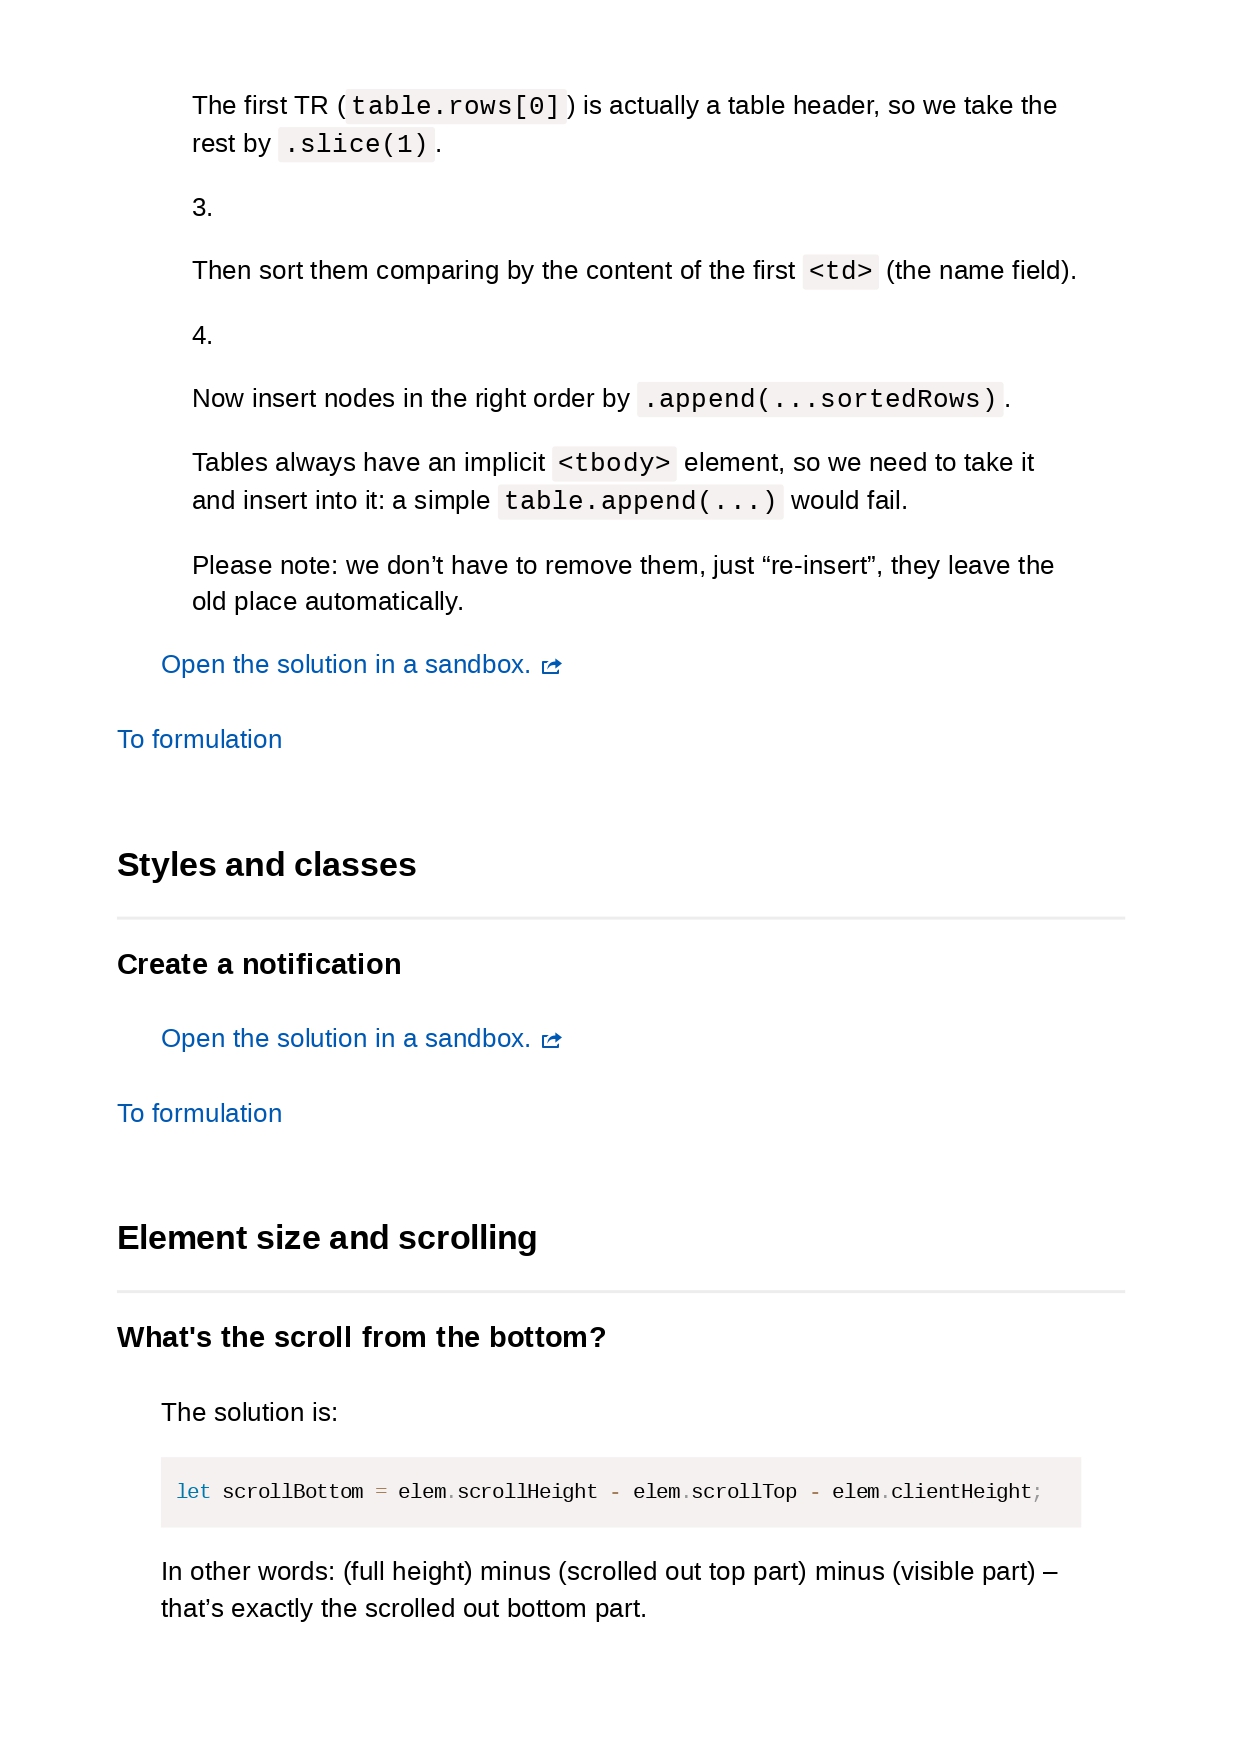 The first TR (table.rows[0]) is actually a table header, so we take the
rest by .slice(1).
3.
Then sort them comparing by the content of the first <td> (the name field).
4.
Now insert nodes in the right order by .append(...sortedRows).
Tables always have an implicit <tbody> element, so we need to take it
and insert into it: a simple table.append(...) would fail.
Please note: we don’t have to remove them, just “re-insert”, they leave the
old place automatically.
Open the solution in a sandbox.
To formulation
Styles and classes
Create a notification
Open the solution in a sandbox.
To formulation
Element size and scrolling
What's the scroll from the bottom?
The solution is:
let scrollBottom = elem.scrollHeight - elem.scrollTop - elem.clientHeight;
In other words: (full height) minus (scrolled out top part) minus (visible part) –
that’s exactly the scrolled out bottom part.